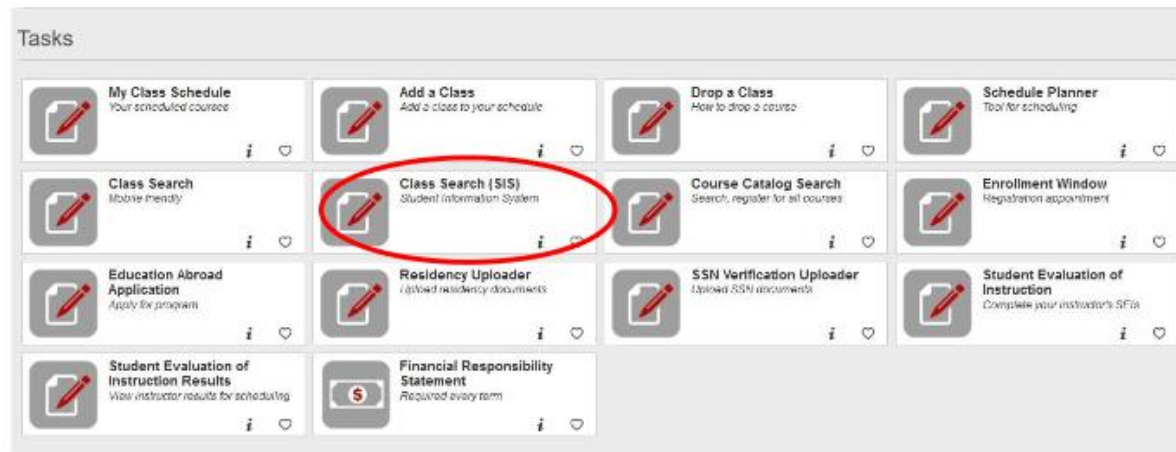 Tasks
My Class Schedule
Your scheduled courses
i
Add a Class
Add a class to your schedule
i
Drop a Class
How to drop a course
i
Schedule Planner
Tool for scheduling
i
Class Search
Mobile friendly
i
Class Search (SIS)
Student Information System
i
Course Catalog Search
Search, register for all courses
i
Enrollment Window
Registration appointment
i
Education Abroad
Application
Apply for program
i
Residency Uploader
Upload residency documents
i
SSN Verification Uploader
Upload SSN documents
i
Student Evaluation of
Instruction
Complete your instructor's SEIs
i
Student Evaluation of
Instruction Results
View instructor results for scheduling
i
$
Financial Responsibility
Statement
Required every term
i